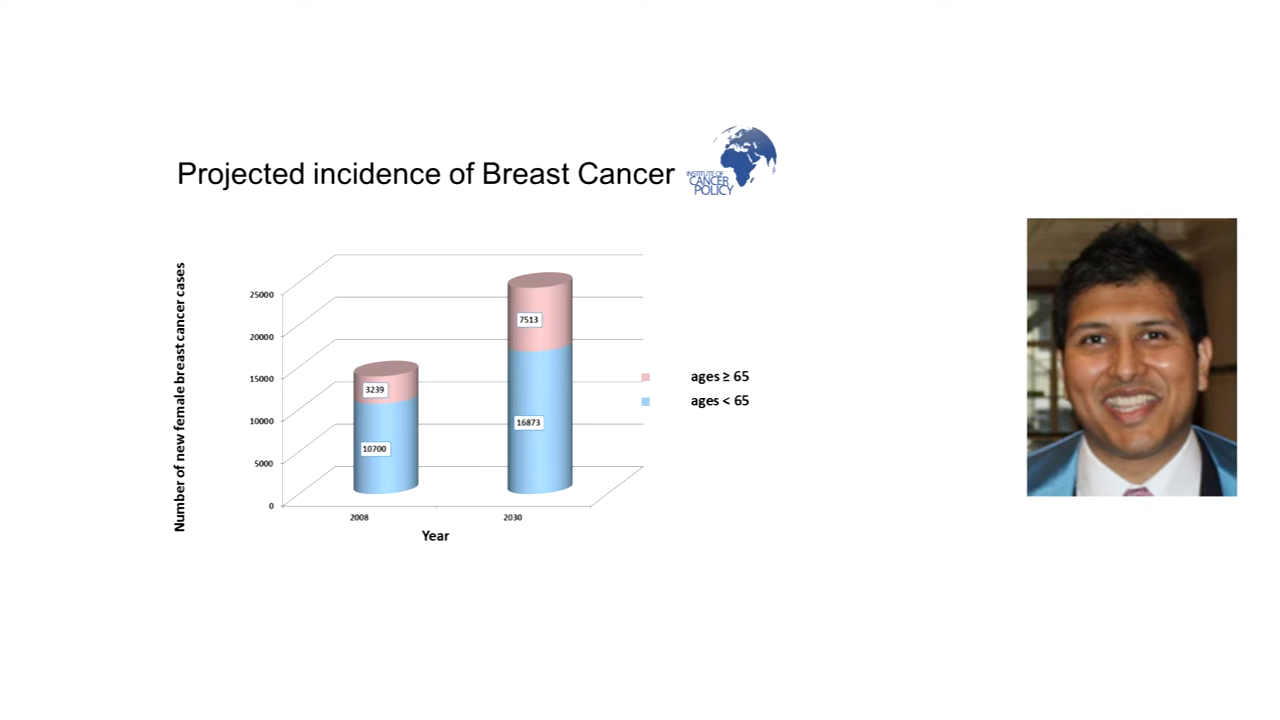 Projected incidence of Breast Cancer
INSTITUTE OF
CANCER
POLICY
Number of new female breast cancer cases
25000
20000
15000
10000
5000
0
3239
10700
7513
16873
2008
2030
Year
ages ≥ 65
ages < 65